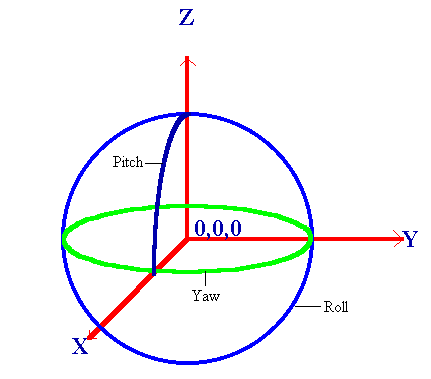 Z
Pitch
0,0,0
Y
Yaw
Roll
X